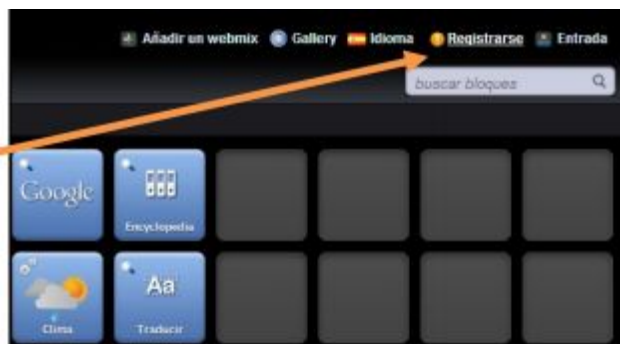 Añadir un webmix Gallery Idioma Registrarse Entrada
buscar bloques
Google
Encyclopedia
Clima
Aa
Traducir